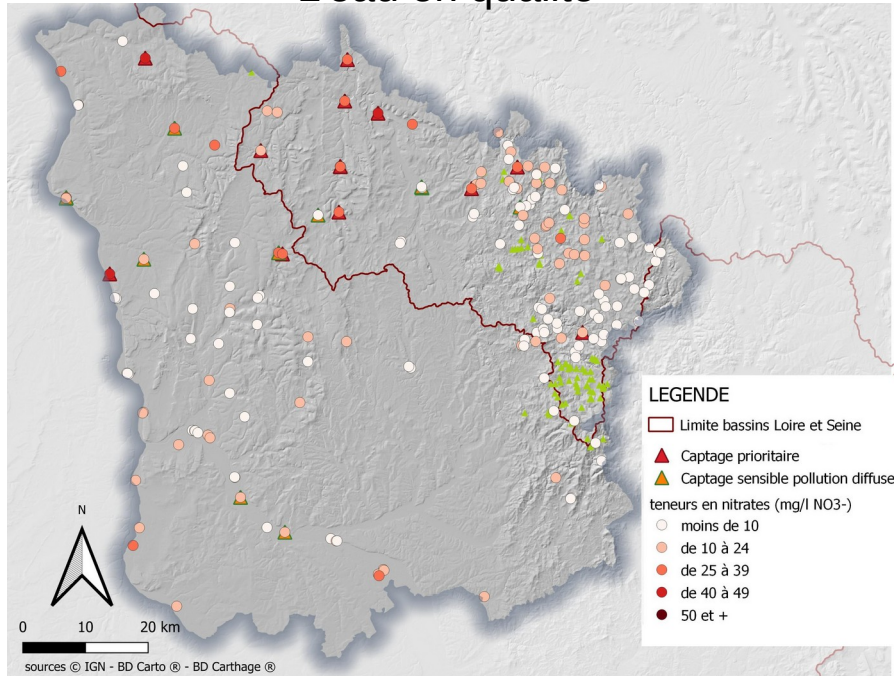 L'eau en qualité
LEGENDE
Limite bassins Loire et Seine
Captage prioritaire
Captage sensible pollution diffuse
teneurs en nitrates (mg/l NO3-)
moins de 10
de 10 à 24
de 25 à 39
de 40 à 49
50 et +
N
0 10 20 km
sources © IGN - BD Carto ® - BD Carthage ®